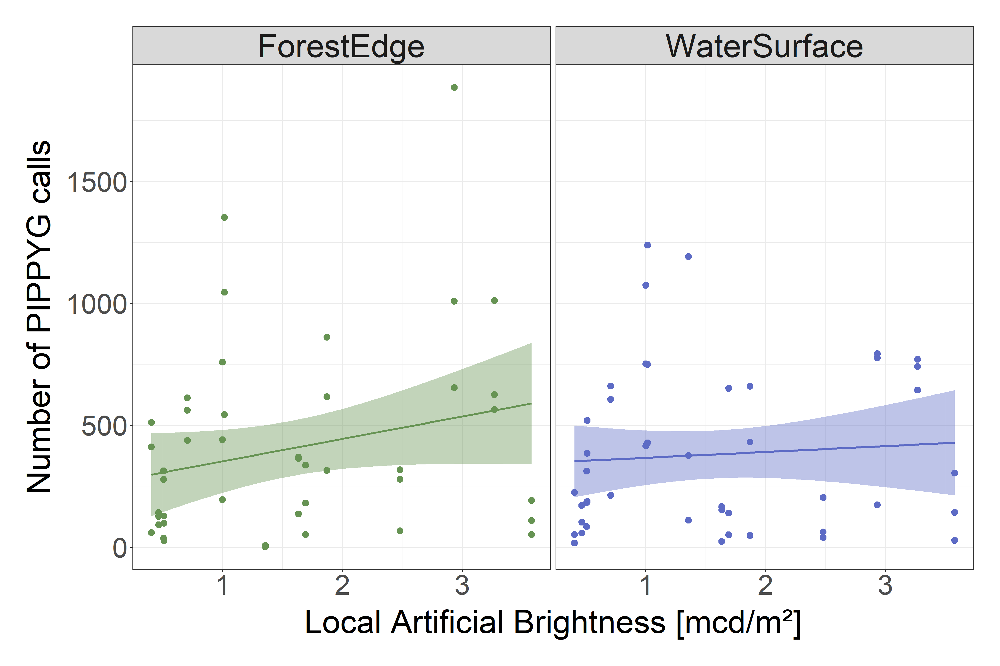 ForestEdge WaterSurface
Number of PIPPYG calls
1500
1000
500
0
1 2 3 1 2 3
Local Artificial Brightness [mcd/m²]